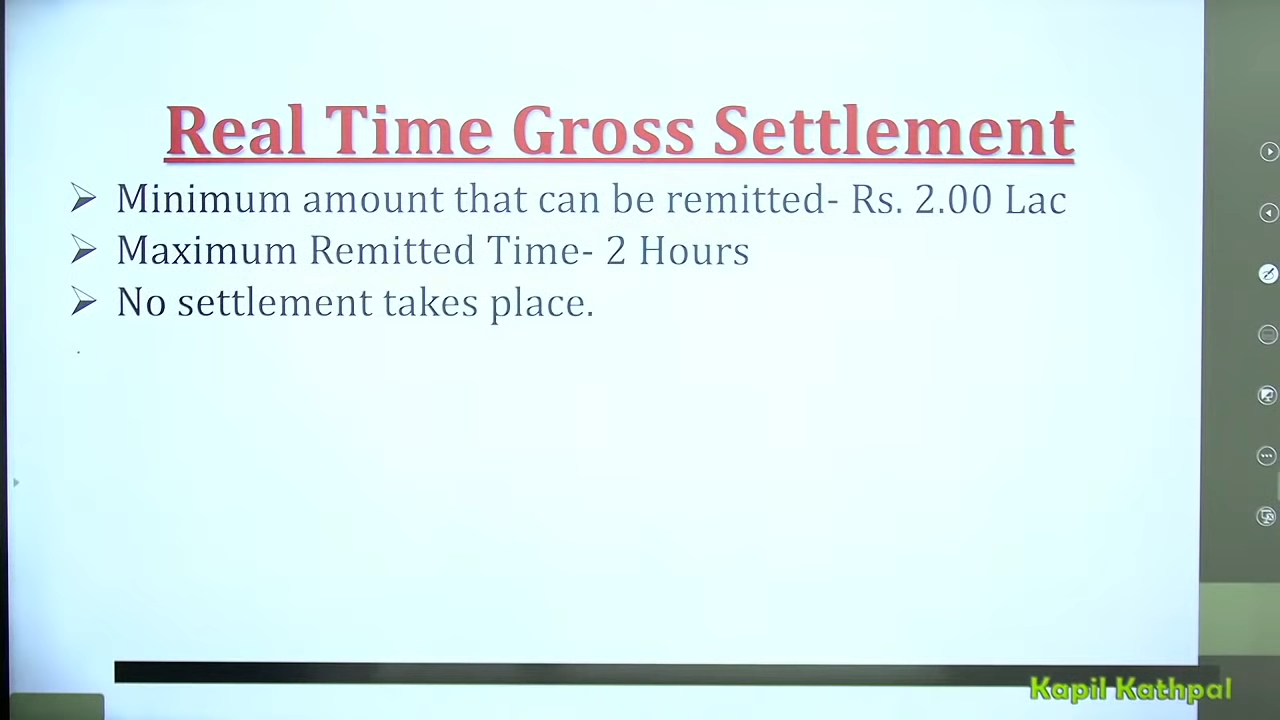 Real Time Gross Settlement
Minimum amount that can be remitted- Rs. 2.00 Lac
Maximum Remitted Time- 2 Hours
No settlement takes place.
Kapil Kathpal